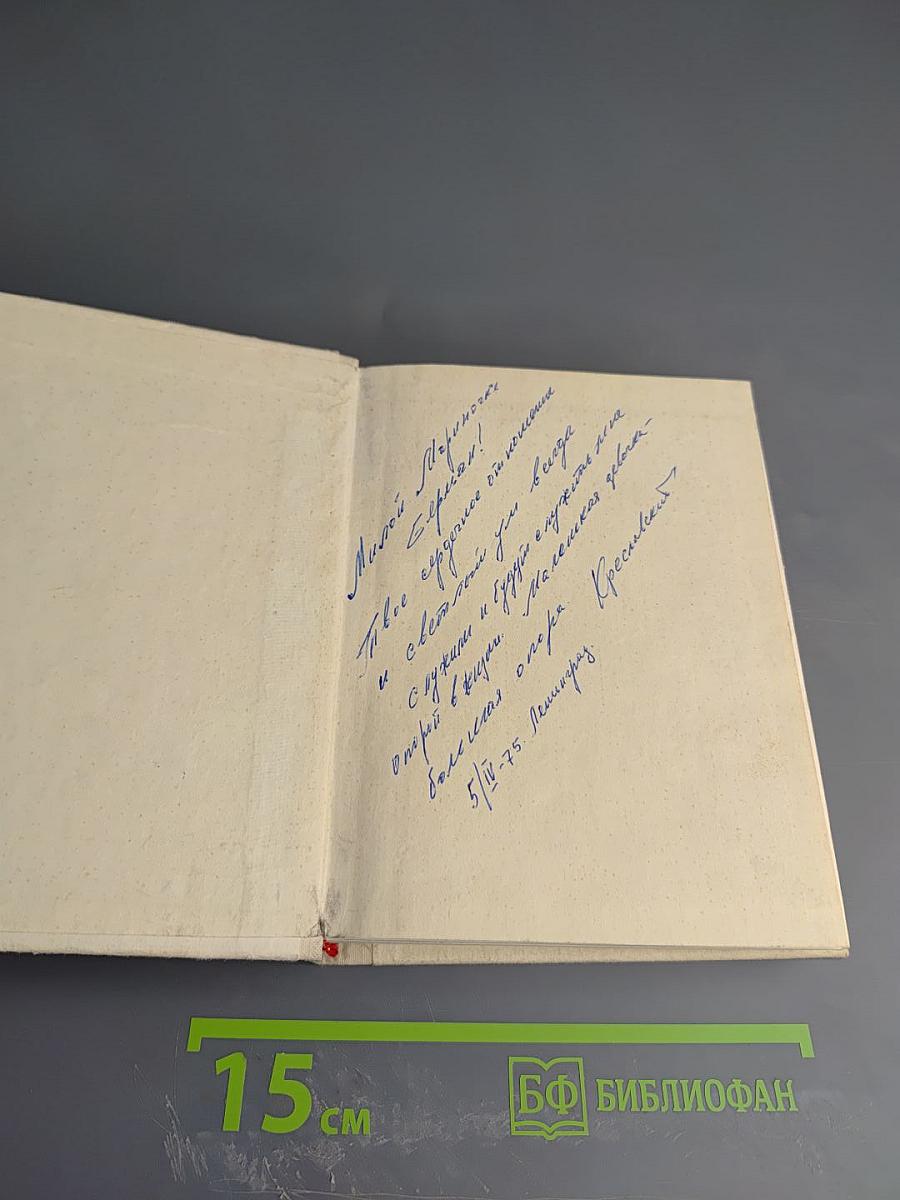 Милой Мариночке
Берман!
Твое сердечное отношение
и светлый ум всегда
служили и будут служить мне
опорой в жизни. Маленькая девочка –
большая опора. Кресловский
5/IV-75. Ленинград.
15 см
БФ БИБЛИОФАН